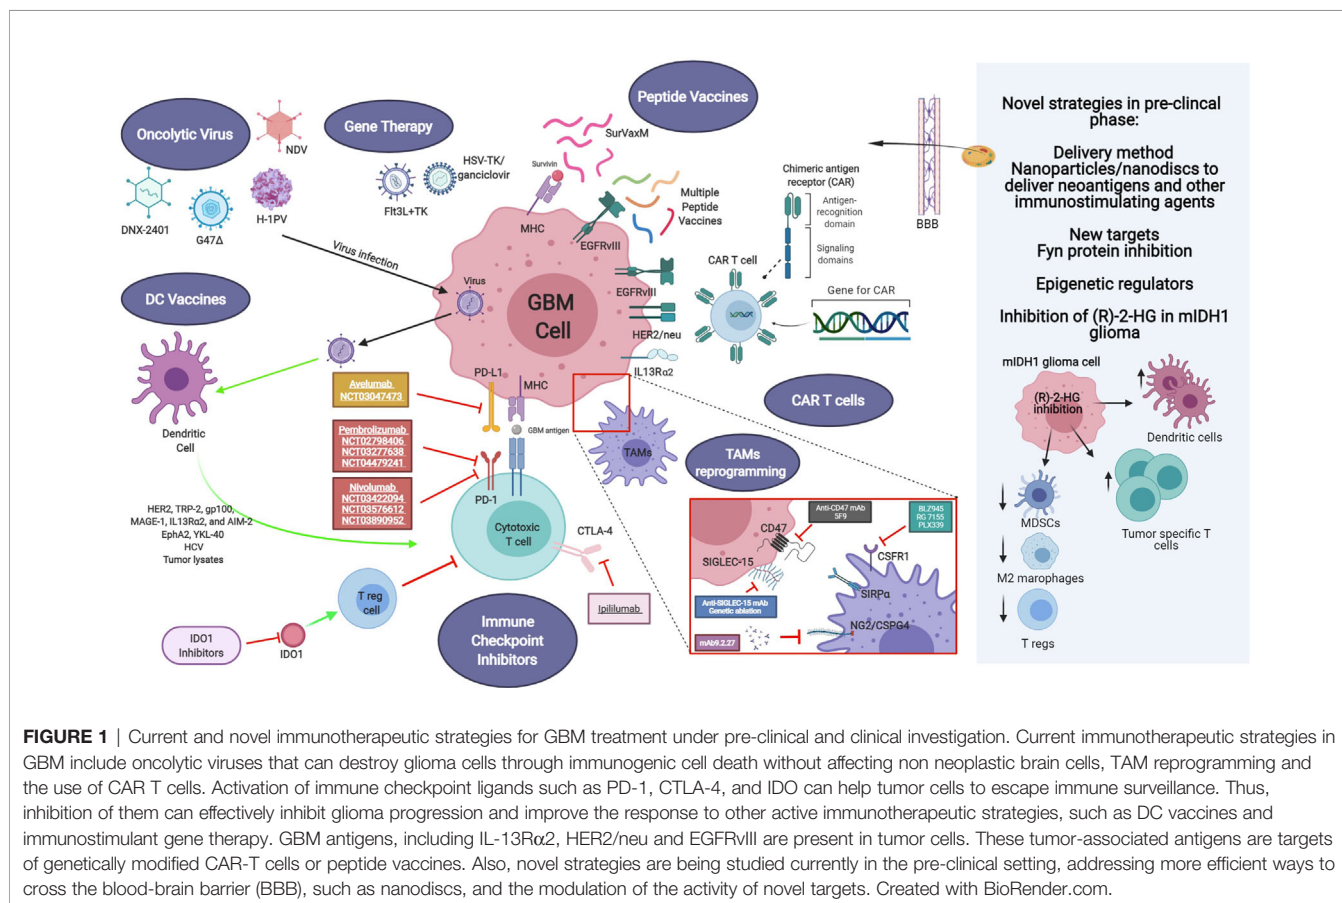 Oncolytic Virus
NDV
DNX-2401
G47Δ
H-1PV
Gene Therapy
Flt3L+TK
HSV-TK/
ganciclovir
Peptide Vaccines
SurVaxM
Survivin
MHC
Multiple
Peptide
Vaccines
EGFRvIII
EGFRvIII
HER2/neu
IL13Rα2
Virus infection
Virus
GBM
Cell
DC Vaccines
Dendritic
Cell
HER2, TRP-2, gp100,
MAGE-1, IL13Rα2, and AIM-2
EphA2, YKL-40
HCV
Tumor lysates
Avelumab
NCT03047473
Pembrolizumab
NCT02798406
NCT03277638
NCT04479241
Nivolumab
NCT03422094
NCT03576612
NCT03890952
PD-L1
MHC
GBM antigen
PD-1
Cytotoxic
T cell
CTLA-4
Ipililumab
T reg
cell
IDO1
Inhibitors
IDO1
Immune
Checkpoint
Inhibitors
Chimeric antigen
receptor (CAR)
Antigen-
recognition
domain
Signaling
domains
CAR T cell
Gene for CAR
CAR T cells
BBB
TAMs
TAMs
reprogramming
Anti-CD47 mAb
5F9
BLZ945
RG 7155
PLX339
CD47
SIGLEC-15
CSFR1
SIRPα
Anti-SIGLEC-15 mAb
Genetic ablation
NG2/CSPG4
mAb9.2.27
Novel strategies in pre-clincal
phase:
Delivery method
Nanoparticles/nanodiscs to
deliver neoantigens and other
immunostimulating agents
New targets
Fyn protein inhibition
Epigenetic regulators
Inhibition of (R)-2-HG in mIDH1
glioma
mIDH1 glioma cell
(R)-2-HG
inhibition
Dendritic cells
MDSCs
Tumor specific T
cells
M2 marophages
T regs
FIGURE 1 | Current and novel immunotherapeutic strategies for GBM treatment under pre-clinical and clinical investigation. Current immunotherapeutic strategies in
GBM include oncolytic viruses that can destroy glioma cells through immunogenic cell death without affecting non neoplastic brain cells, TAM reprogramming and
the use of CAR T cells. Activation of immune checkpoint ligands such as PD-1, CTLA-4, and IDO can help tumor cells to escape immune surveillance. Thus,
inhibition of them can effectively inhibit glioma progression and improve the response to other active immunotherapeutic strategies, such as DC vaccines and
immunostimulant gene therapy. GBM antigens, including IL-13Rα2, HER2/neu and EGFRvIII are present in tumor cells. These tumor-associated antigens are targets
of genetically modified CAR-T cells or peptide vaccines. Also, novel strategies are being studied currently in the pre-clinical setting, addressing more efficient ways to
cross the blood-brain barrier (BBB), such as nanodiscs, and the modulation of the activity of novel targets. Created with BioRender.com.